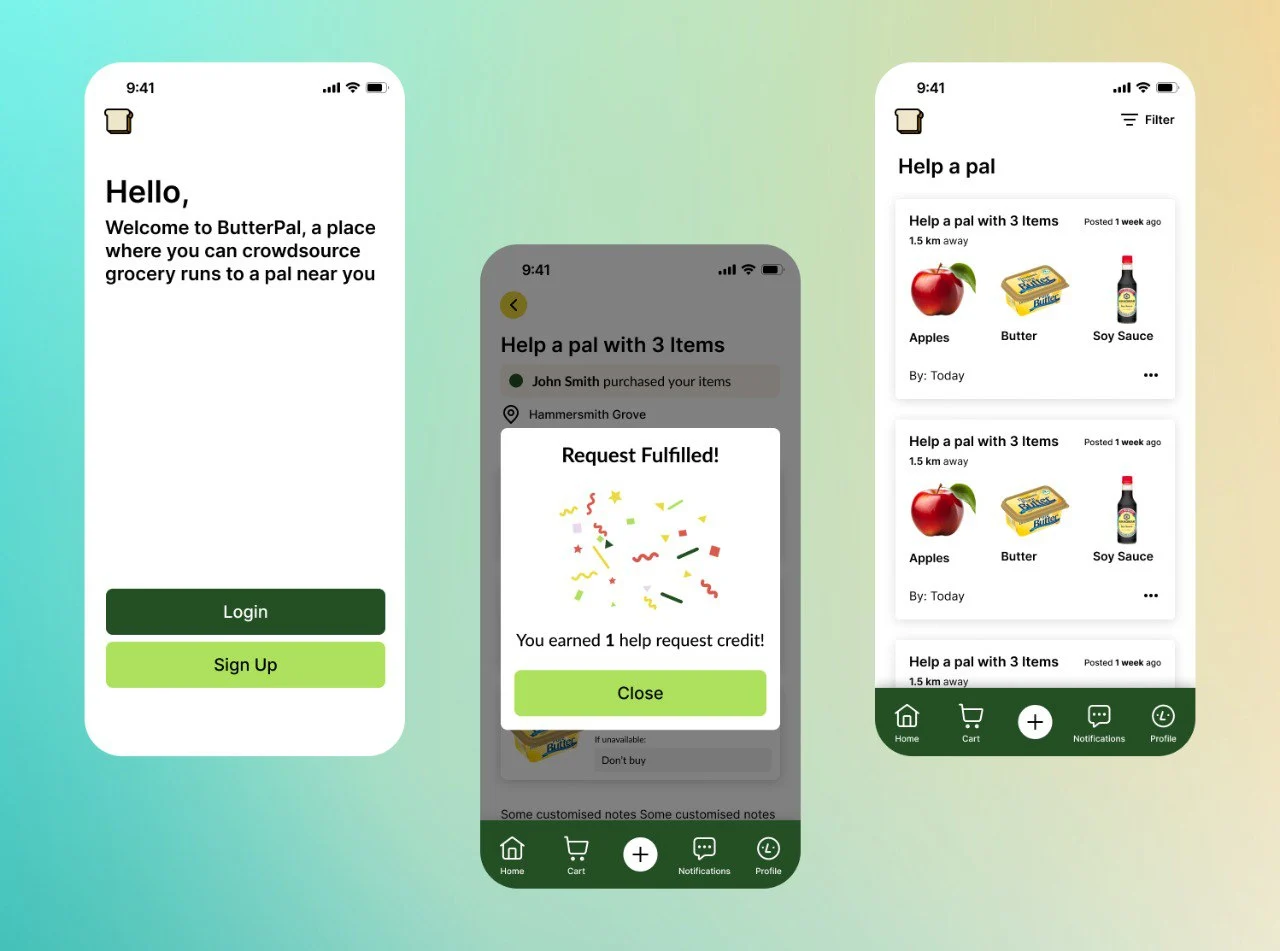 9:41
Hello,
Welcome to ButterPal, a place
where you can crowdsource
grocery runs to a pal near you
Login
Sign Up
9:41
Help a pal with 3 Items
John Smith purchased your items
Hammersmith Grove
Request Fulfilled!
You earned 1 help request credit!
Close
Butter
If unavailable:
Don't buy
Some customised notes Some customised notes
Home
Cart
Notifications
Profile
9:41
Filter
Help a pal
Help a pal with 3 Items
Posted 1 week ago
1.5 km away
Butter
Butter
Apples
Butter
Soy Sauce
By: Today
Help a pal with 3 Items
Posted 1 week ago
1.5 km away
Butter
Butter
Apples
Butter
Soy Sauce
By: Today
Help a pal with 3 Items
Posted 1 week ago
1.5 km away
Home
Cart
Notifications
Profile